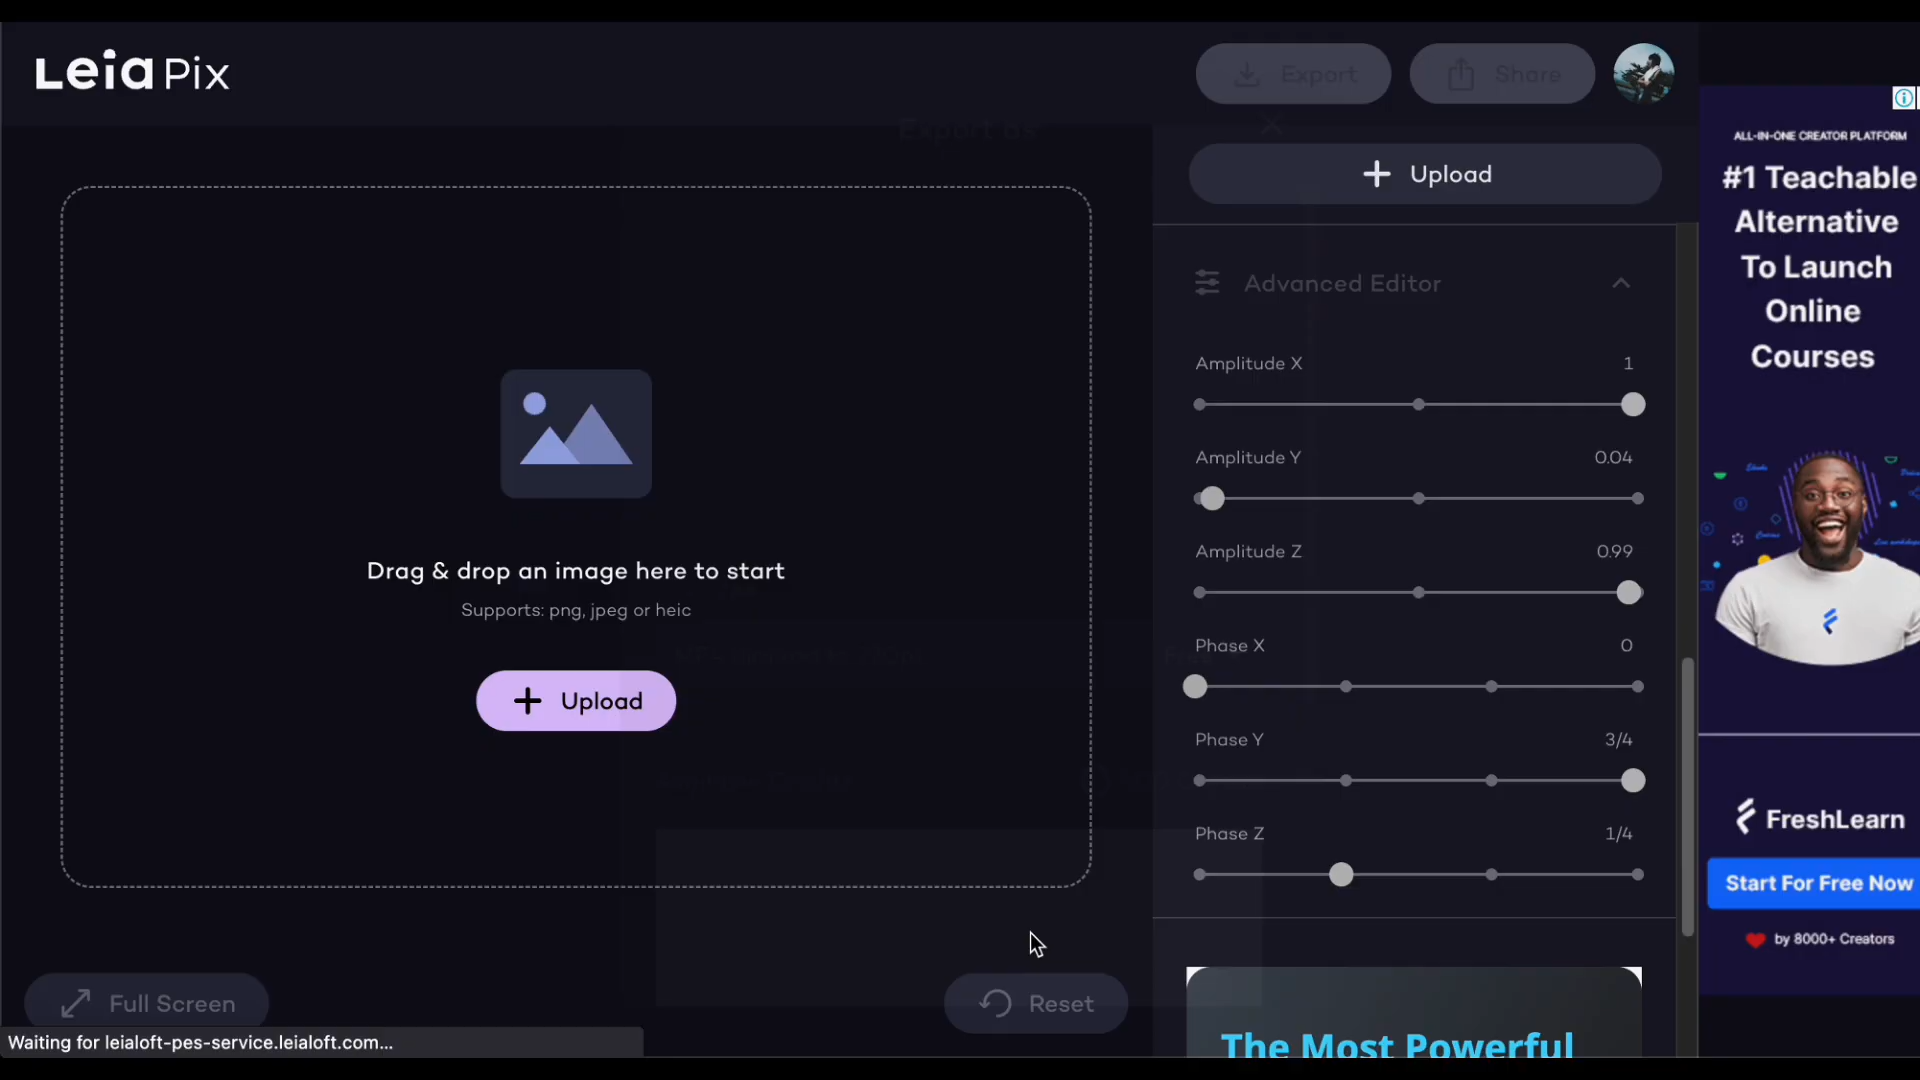 Leia Pix
Export
Share
Export as
Upload
Advanced Editor
Amplitude X
1
Amplitude Y
0.04
Amplitude Z
0.99
Phase X
0
Phase Y
3/4
Phase Z
1/4
Drag & drop an image here to start
Supports: png, jpeg or heic
Upload
Full Screen
Reset
Waiting for leialoft-pes-service.leialoft.com...
The Most Powerful
ALL-IN-ONE CREATOR PLATFORM
#1 Teachable
Alternative
To Launch
Online
Courses
FreshLearn
Start For Free Now
by 8000+ Creators